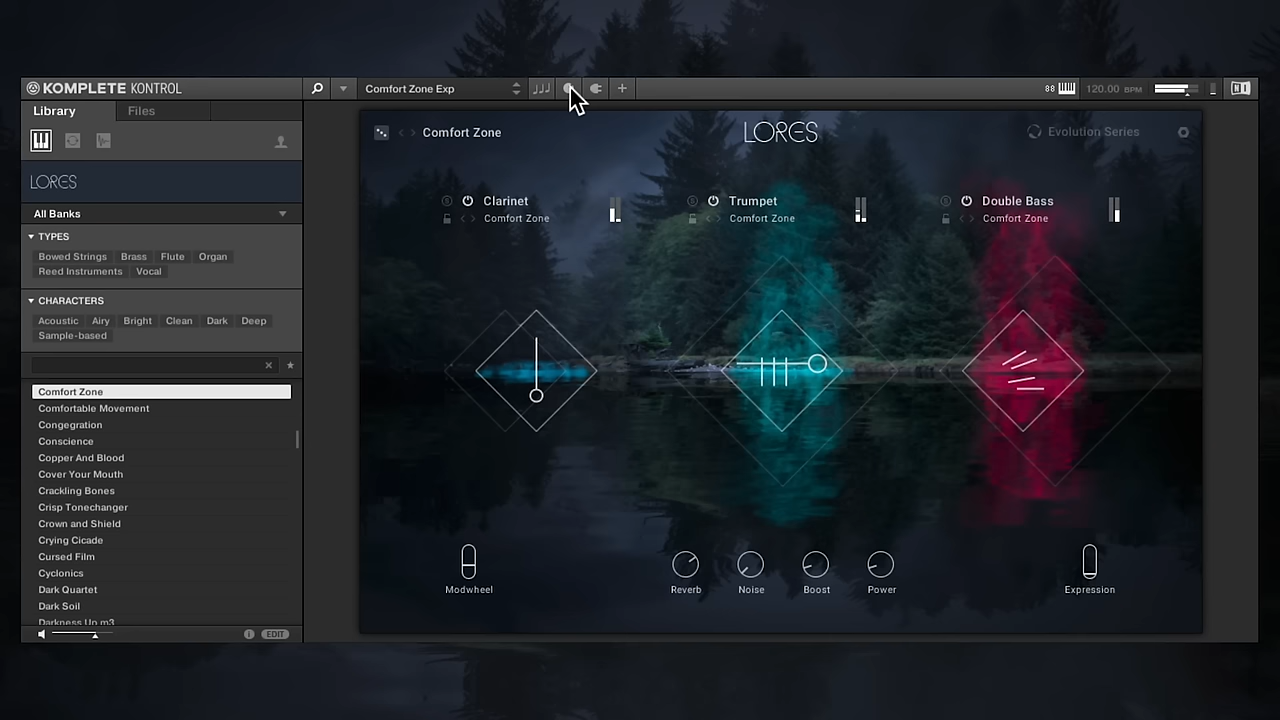 KOMPLETE KONTROL
Comfort Zone Exp
88
120.00 BPM
Library
Files
LORES
All Banks
TYPES
Bowed Strings Brass Flute Organ
Reed Instruments Vocal
CHARACTERS
Acoustic Airy Bright Clean Dark Deep
Sample-based
Comfort Zone
Comfortable Movement
Congegration
Conscience
Copper And Blood
Cover Your Mouth
Crackling Bones
Crisp Tonechanger
Crown and Shield
Crying Cicade
Cursed Film
Cyclonics
Dark Quartet
Dark Soil
Darkness Up m3
EDIT
Comfort Zone
LORES
Evolution Series
S
Clarinet
Comfort Zone
S
Trumpet
Comfort Zone
S
Double Bass
Comfort Zone
Modwheel
Reverb
Noise
Boost
Power
Expression